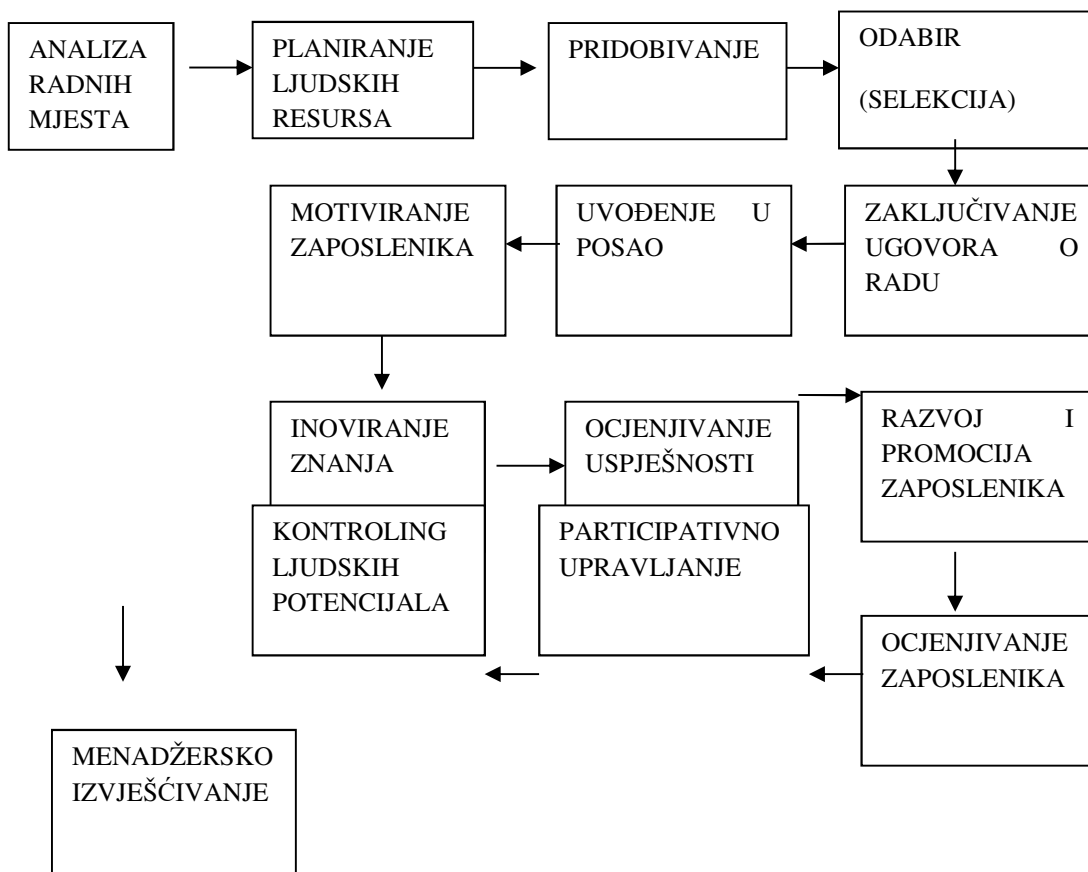 ANALIZA
RADNIH
MJESTA
PLANIRANJE
LJUDSKIH
RESURSA
PRIDOBIVANJE
ODABIR
(SELEKCIJA)
ZAKLJUČIVANJE
UGOVORA O
RADU
UVOĐENJE U
POSAO
MOTIVIRANJE
ZAPOSLENIKA
INOVIRANJE
ZNANJA
OCJENJIVANJE
USPJEŠNOSTI
RAZVOJ I
PROMOCIJA
ZAPOSLENIKA
OCJENJIVANJE
ZAPOSLENIKA
PARTICIPATIVNO
UPRAVLJANJE
KONTROLING
LJUDSKIH
POTENCIJALA
MENADŽERSKO
IZVJEŠĆIVANJE